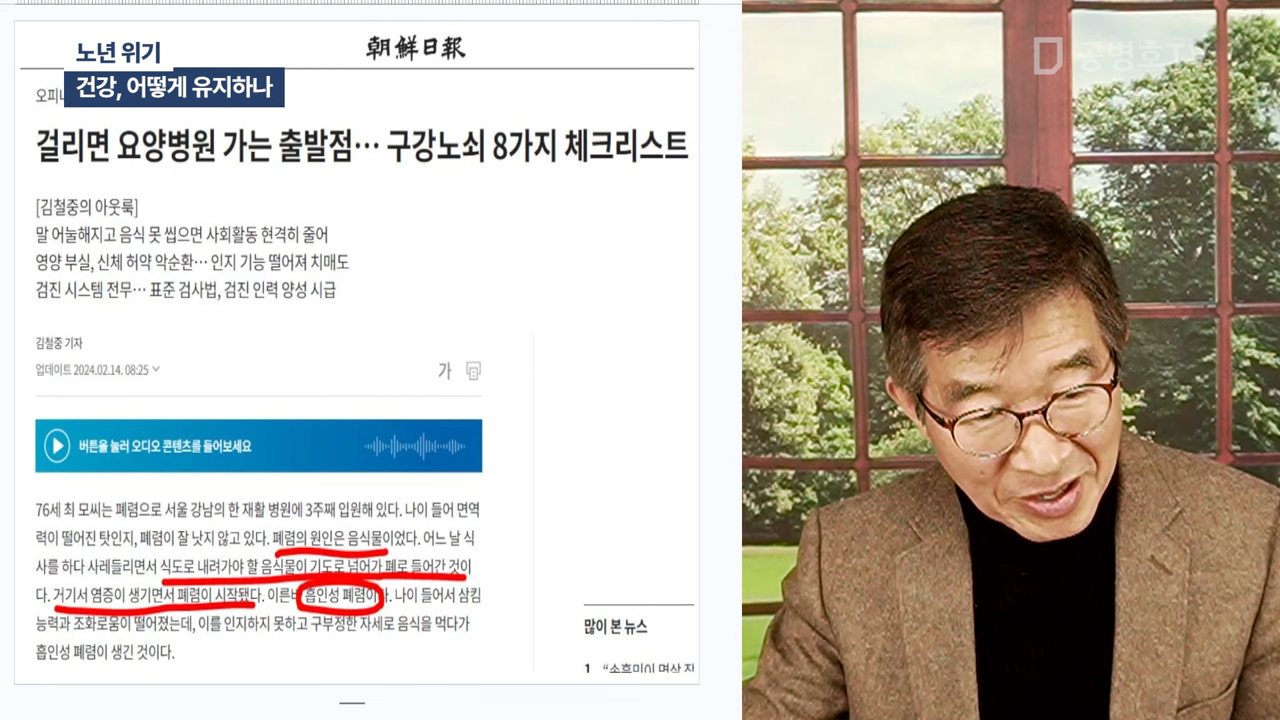 朝鮮日報
노년 위기
건강, 어떻게 유지하나
오피니
걸리면 요양병원 가는 출발점… 구강노쇠 8가지 체크리스트
[김철중의 아웃룩]
말 어눌해지고 음식 못 씹으면 사회활동 현격히 줄어
영양 부실, 신체 허약 악순환… 인지 기능 떨어져 치매도
검진 시스템 전무… 표준 검사법, 검진 인력 양성 시급
김철중 기자
업데이트 2024.02.14. 08:25
가
버튼을 눌러 오디오 콘텐츠를 들어보세요
76세 최 모씨는 폐렴으로 서울 강남의 한 재활 병원에 3주째 입원해 있다. 나이 들어 면역
력이 떨어진 탓인지, 폐렴이 잘 낫지 않고 있다. 폐렴의 원인은 음식물이었다. 어느 날 식
사를 하다 사레들리면서 식도로 내려가야 할 음식물이 기도로 넘어가 폐로 들어간 것이
다. 거기서 염증이 생기면서 폐렴이 시작됐다. 이른바 흡인성 폐렴이다. 나이 들어서 삼킴
능력과 조화로움이 떨어졌는데, 이를 인지하지 못하고 구부정한 자세로 음식을 먹다가
흡인성 폐렴이 생긴 것이다.
많이 본 뉴스
1
공병호TV